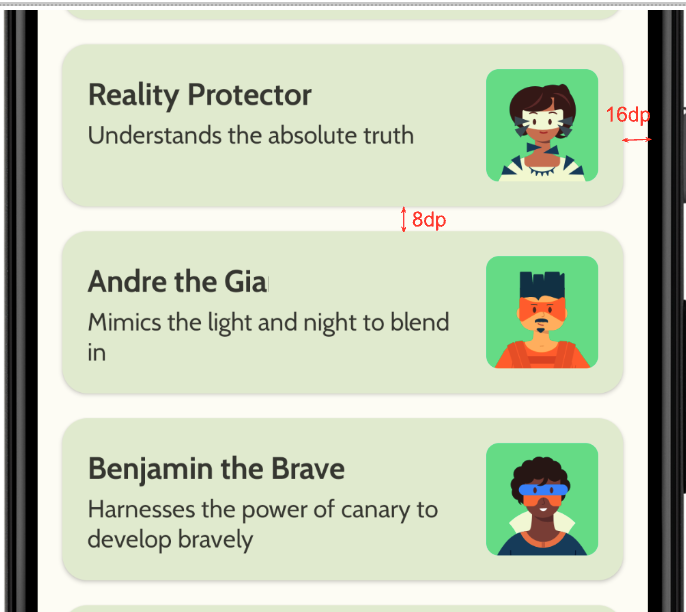 Reality Protector
Understands the absolute truth
16dp
8dp
Andre the Gia
Mimics the light and night to blend
in
Benjamin the Brave
Harnesses the power of canary to
develop bravely